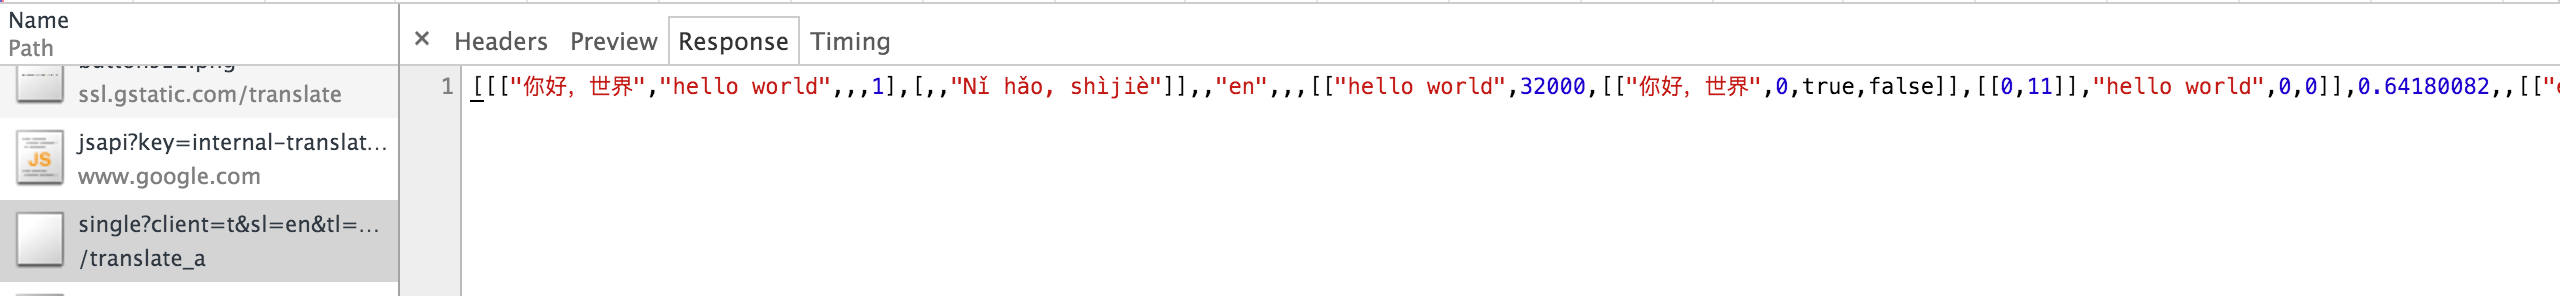 Name
Path
ssl.gstatic.com/translate
JS
jsapi?key=internal-translat...
www.google.com
single?client=t&sl=en&tl=...
/translate_a
× Headers Preview Response Timing
1 [[["你好，世界","hello world",,,1],[,,"Nǐ hǎo, shìjiè"]],,"en",,,[["hello world",32000,[["你好，世界",0,true,false]],[[0,11]],"hello world",0,0]],0.64180082,,[["e